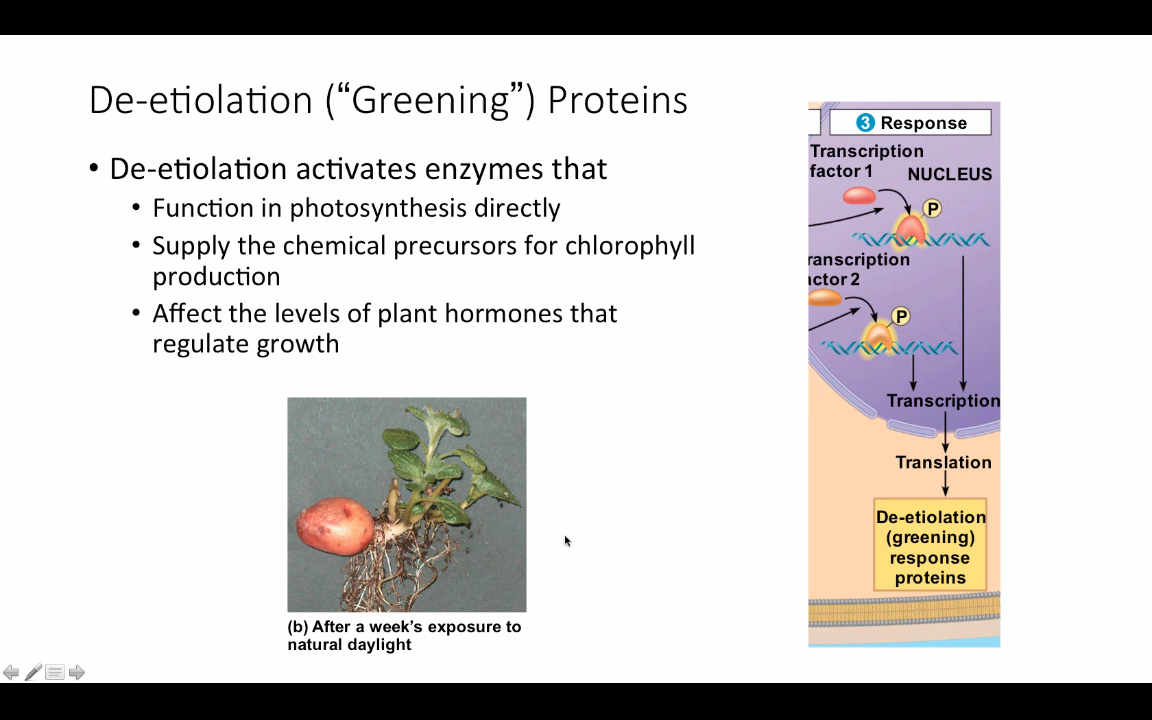 De-etiolation (“Greening”) Proteins
• De-etiolation activates enzymes that
• Function in photosynthesis directly
• Supply the chemical precursors for chlorophyll
production
• Affect the levels of plant hormones that
regulate growth
(b) After a week’s exposure to
natural daylight
3 Response
Transcription
factor 1
NUCLEUS
P
ranscription
actor 2
P
Transcription
Translation
De-etiolation
(greening)
response
proteins